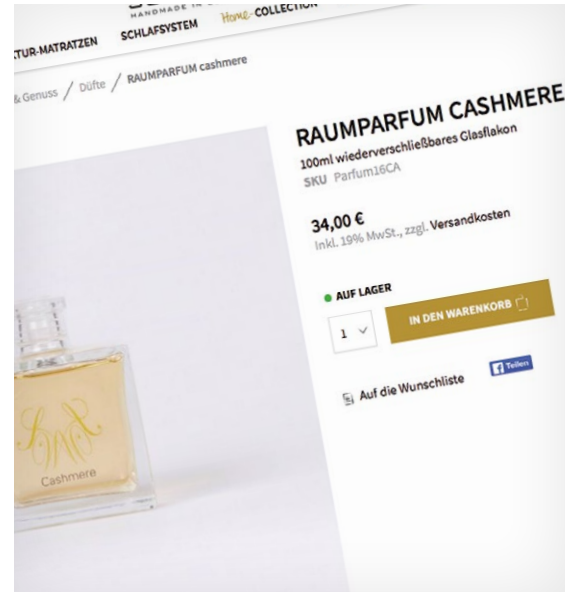 HANDMADE IN
KTUR-MATRATZEN SCHLAFSYSTEM Home-COLLECTION
& Genuss / Düfte / RAUMPARFUM cashmere
RAUMPARFUM CASHMERE
100ml wiederverschließbares Glasflakon
SKU Parfum16CA
34,00 €
Inkl. 19% MwSt., zzgl. Versandkosten
AUF LAGER
1 IN DEN WARENKORB
Auf die Wunschliste
Teilen
Cashmere